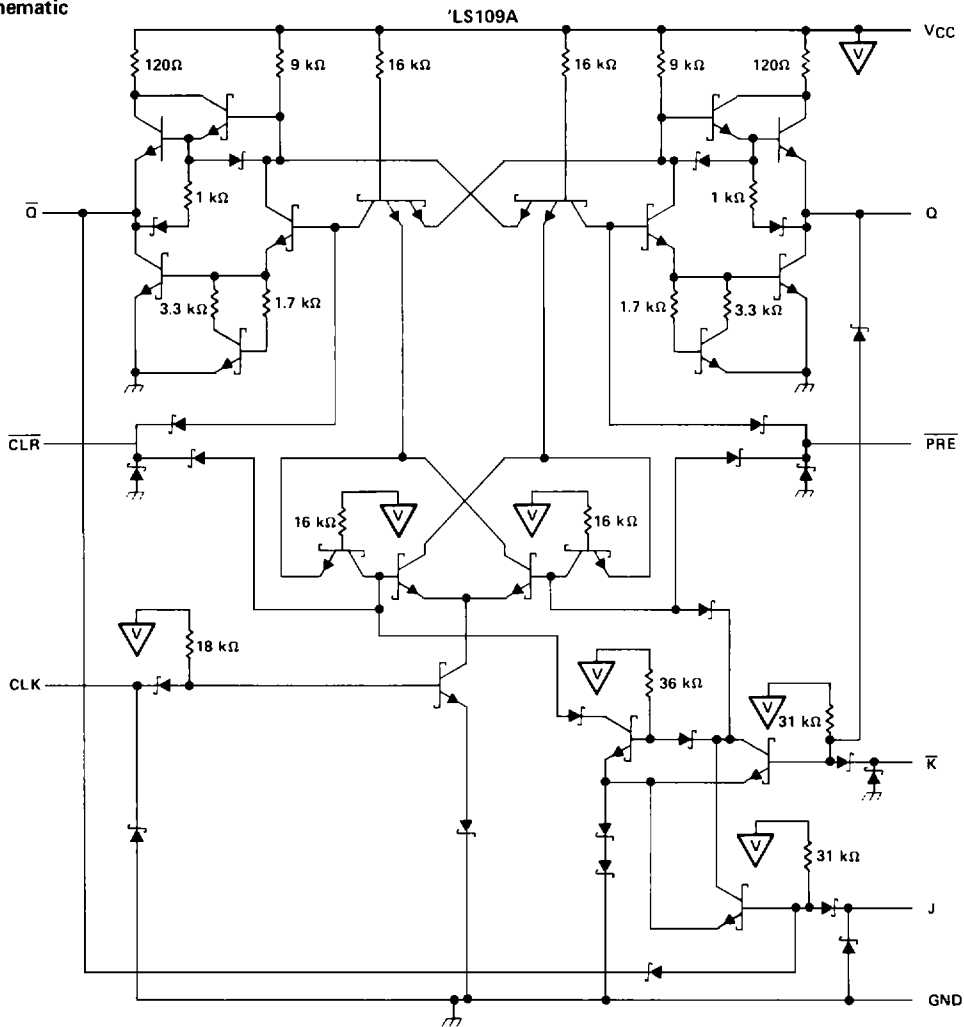 hematic
'LS109A
VCC
120Ω
9 kΩ
16 kΩ
16 kΩ
9 kΩ
120Ω
V
1 kΩ
1 kΩ
Q̅
Q
3.3 kΩ
1.7 kΩ
1.7 kΩ
3.3 kΩ
C̅L̅R̅
P̅R̅E̅
16 kΩ
V
V
16 kΩ
V
18 kΩ
CLK
V
36 kΩ
V
31 kΩ
K̅
V
31 kΩ
J
GND